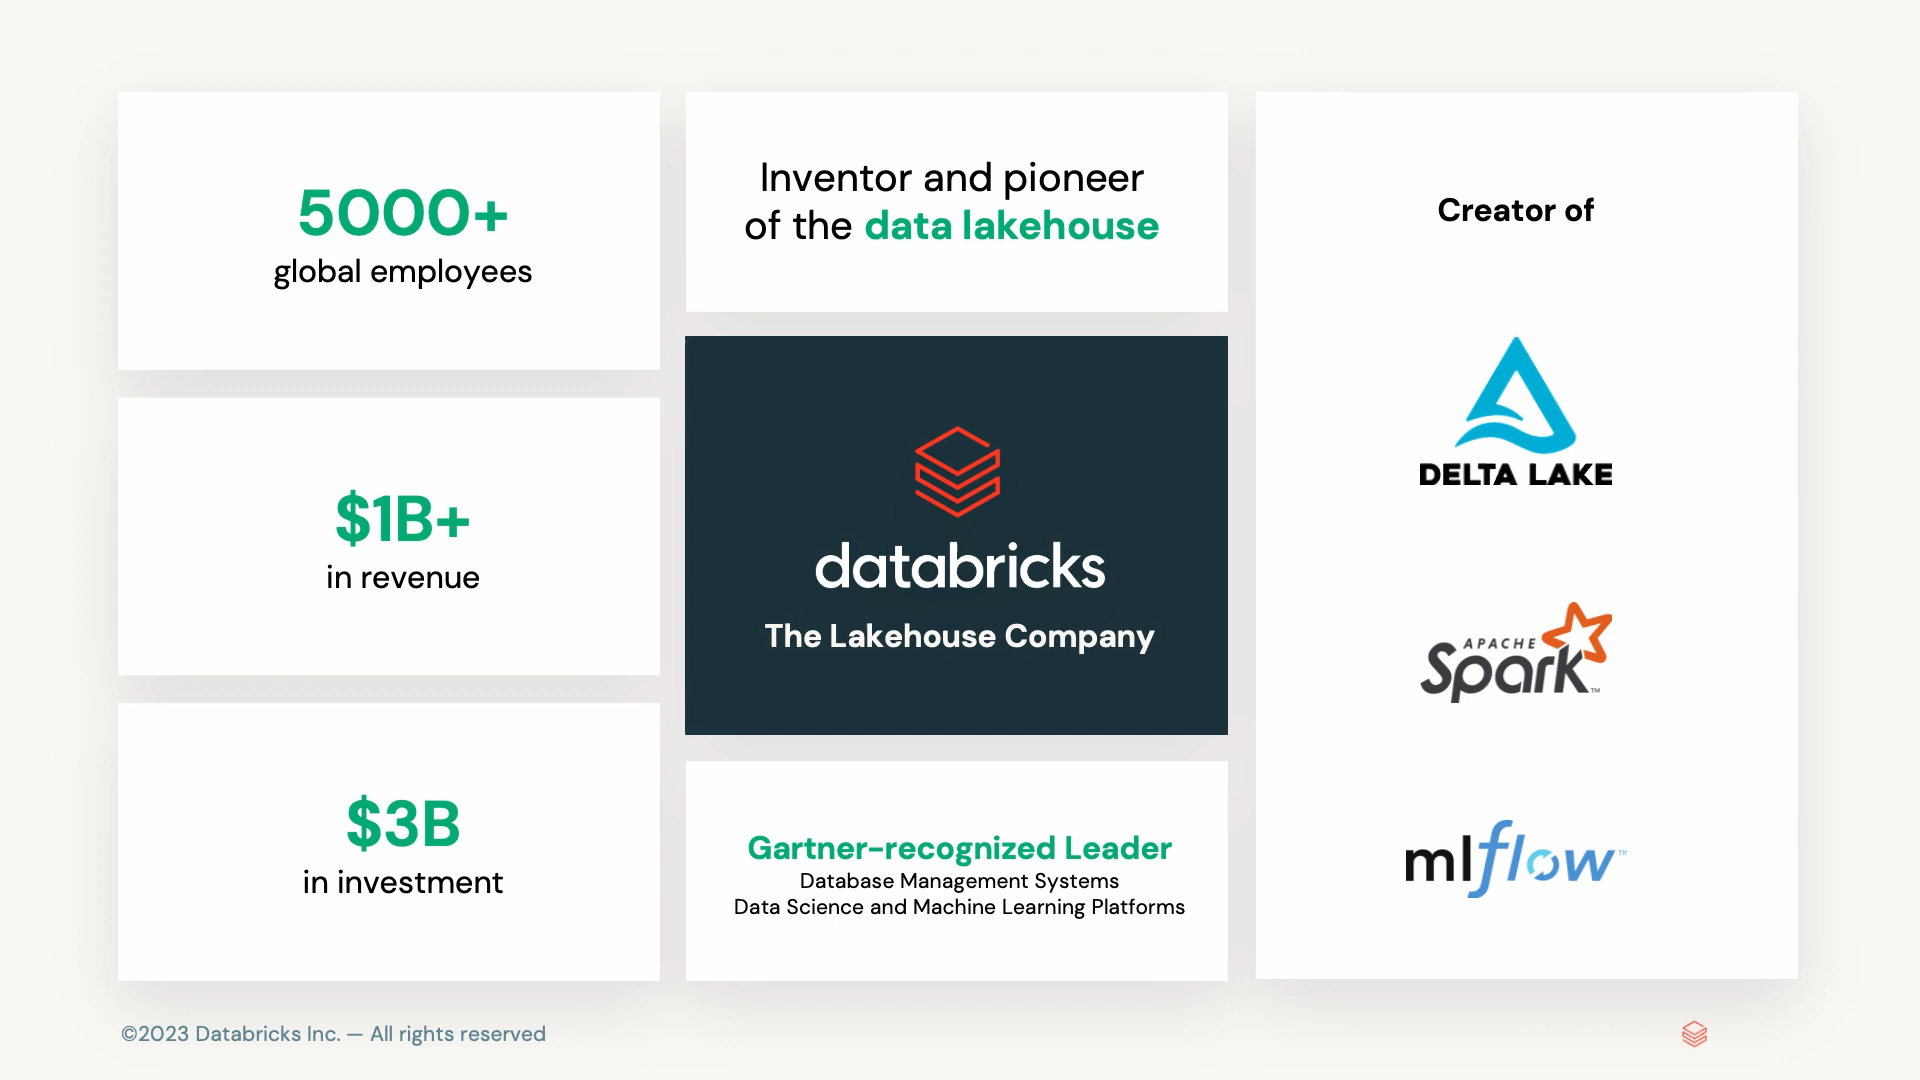 5000+
global employees
$1B+
in revenue
$3B
in investment
Inventor and pioneer
of the data lakehouse
databricks
The Lakehouse Company
Gartner-recognized Leader
Database Management Systems
Data Science and Machine Learning Platforms
Creator of
DELTA LAKE
APACHE
Spark™
mlflow™
©2023 Databricks Inc. — All rights reserved